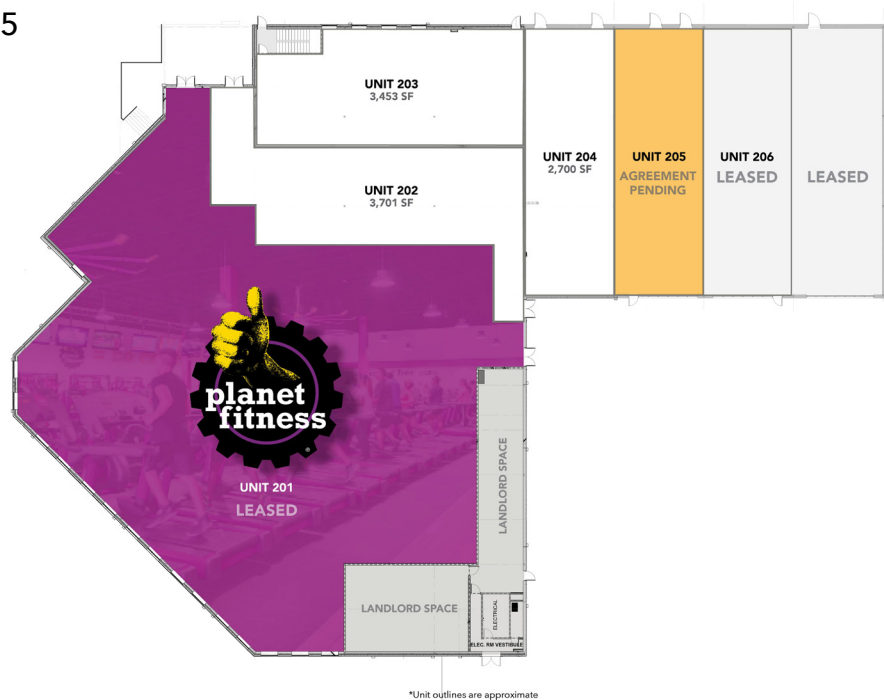 5
UNIT 203
3,453 SF
UNIT 204
2,700 SF
UNIT 205
AGREEMENT
PENDING
UNIT 206
LEASED
LEASED
UNIT 202
3,701 SF
planet
fitness
UNIT 201
LEASED
LANDLORD SPACE
LANDLORD SPACE
ELECTRICAL
ELEC. RM VESTIBULE
*Unit outlines are approximate